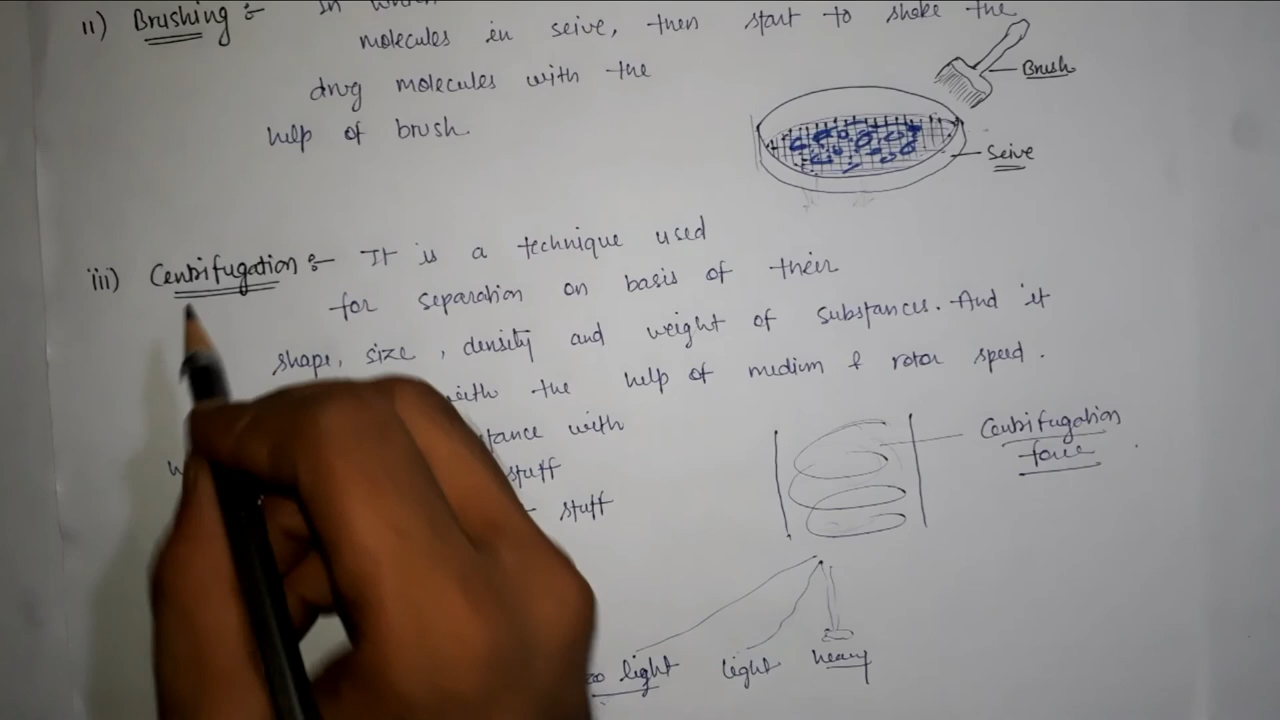 ii) Brushing :-
molecules in seive, then start to shake the
drug molecules with the
help of brush
Brush
Seive
iii) Centrifugation :- It is a technique used
for separation on basis of their
shape, size, density and weight of substances. And it
with the help of medium & rotor speed.
with
stuff
stuff
Centrifugation
force
light
light
heavy